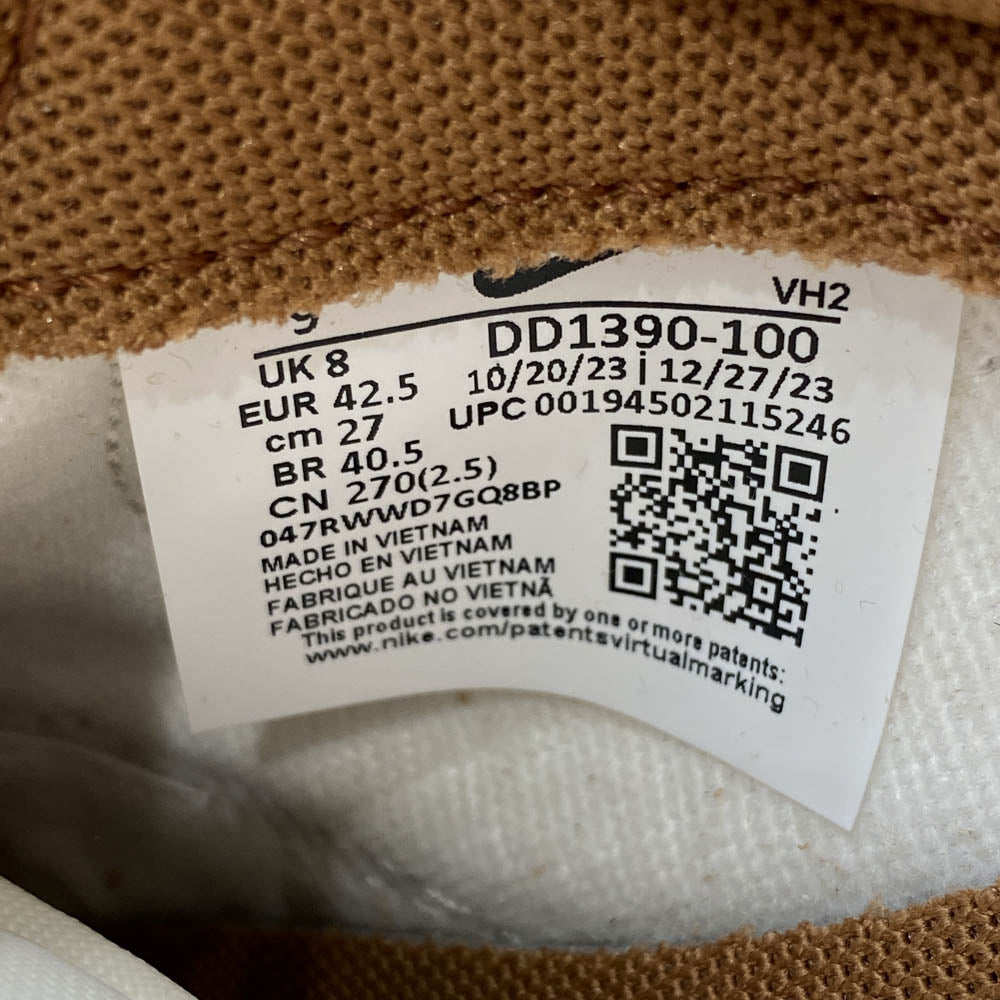 VH2
UK 8
DD1390-100
EUR 42.5
10/20/23 | 12/27/23
cm 27
UPC 00194502115246
BR 40.5
CN 270(2.5)
047RWWD7GQ8BP
MADE IN VIETNAM
HECHO EN VIETNAM
FABRIQUE AU VIETNAM
FABRICADO NO VIETNÃ
This product is covered by one or more patents:
www.nike.com/patentsvirtualmarking